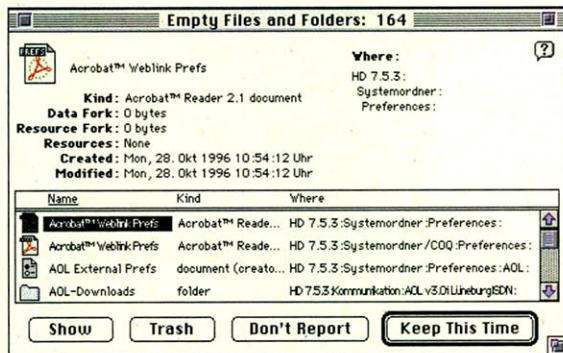 Empty Files and Folders: 164
PREFS
Acrobat™ Weblink Prefs
Kind: Acrobat™ Reader 2.1 document
Data Fork: 0 bytes
Resource Fork: 0 bytes
Resources: None
Created: Mon, 28. Okt 1996 10:54:12 Uhr
Modified: Mon, 28. Okt 1996 10:54:12 Uhr
Where:
HD 7.5.3:
Systemordner:
Preferences:
?
Name Kind Where
Acrobat™ Weblink Prefs Acrobat™ Reade... HD 7.5.3:Systemordner:Preferences:
Acrobat™ Weblink Prefs Acrobat™ Reade... HD 7.5.3:Systemordner/COQ:Preferences:
AOL External Prefs document (creato... HD 7.5.3:Systemordner:Preferences:AOL:
AOL-Downloads folder HD 7.5.3:Kommunikation:AOL v3.0i:LüneburgISDN:
Show Trash Don't Report Keep This Time